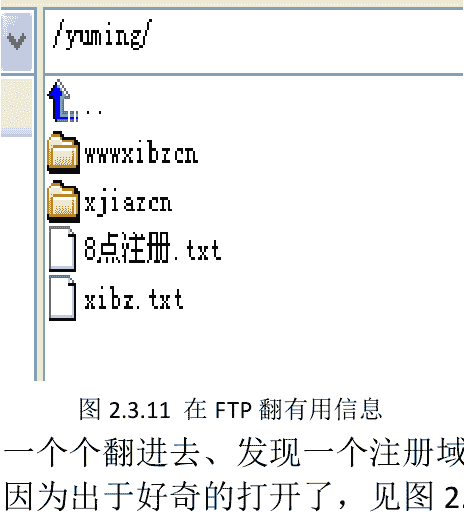 /yuming/
..
wwwxibzcn
xjiazcn
8点注册.txt
xibz.txt
图 2.3.11 在 FTP 翻有用信息
一个个翻进去、发现一个注册域
因为出于好奇的打开了，见图 2.